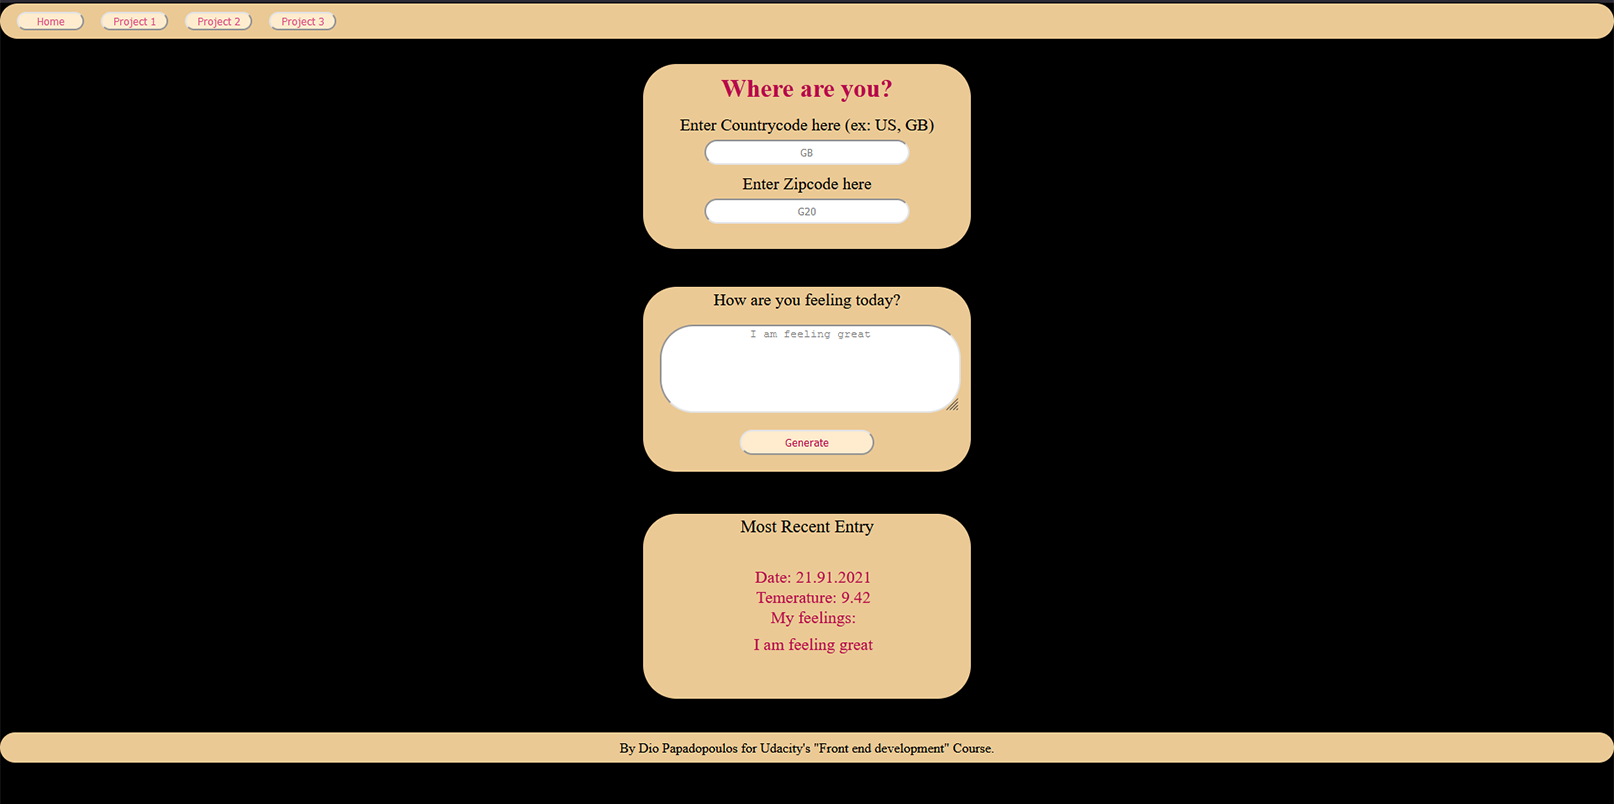 Home Project 1 Project 2 Project 3
Where are you?
Enter Countrycode here (ex: US, GB)
GB
Enter Zipcode here
G20
How are you feeling today?
I am feeling great
Generate
Most Recent Entry
Date: 21.91.2021
Temerature: 9.42
My feelings:
I am feeling great
By Dio Papadopoulos for Udacity's "Front end development" Course.